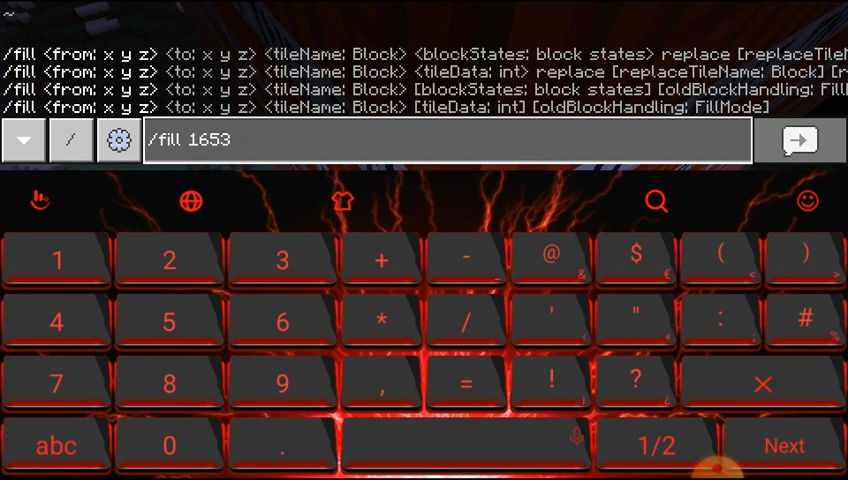 ~
/fill <from: x y z> <to: x y z> <tileName: Block> <blockStates: block states> replace [replaceTileN
/fill <from: x y z> <to: x y z> <tileName: Block> <tileData: int> replace [replaceTileName: Block] [r
/fill <from: x y z> <to: x y z> <tileName: Block> [blockStates: block states] [oldBlockHandling: Fill
/fill <from: x y z> <to: x y z> <tileName: Block> [tileData: int] [oldBlockHandling: FillMode]
/ /fill 1653
1 2 3 + - _ @ & $ € ( < ) >
4 5 6 * / ' " : ; # %
7 8 9 , = ! ¡ ? ¿ ×
abc 0 . 1/2 Next